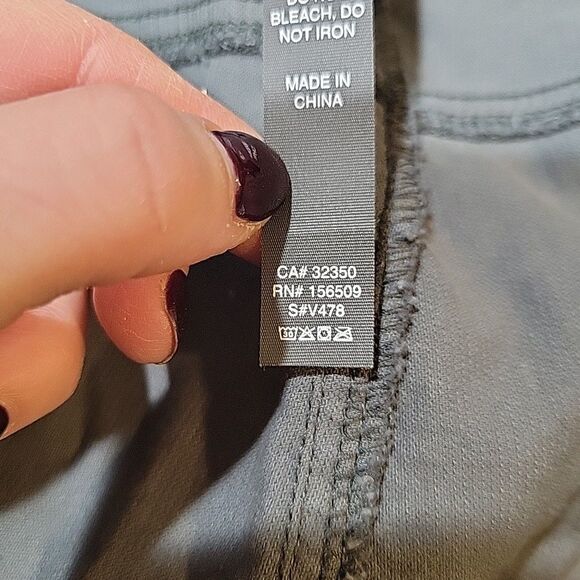 BLEACH, DO
NOT IRON
MADE IN
CHINA
CA# 32350
RN# 156509
S#V478